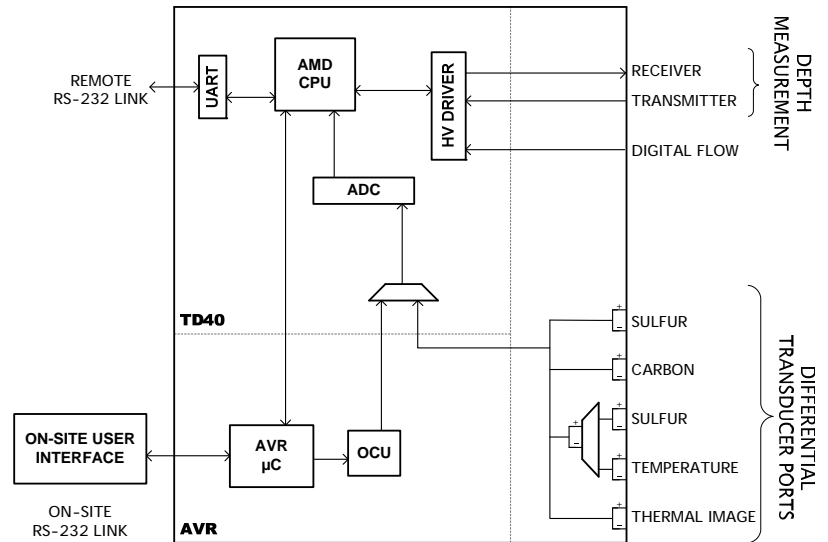 REMOTE
RS-232 LINK
UART
AMD
CPU
HV DRIVER
RECEIVER
TRANSMITTER
DIGITAL FLOW
DEPTH
MEASUREMENT
ADC
TD40
+
-
SULFUR
+
-
CARBON
+
-
SULFUR
+
-
+
-
TEMPERATURE
+
-
THERMAL IMAGE
DIFFERENTIAL
TRANSDUCER PORTS
ON-SITE USER
INTERFACE
AVR
µC
OCU
ON-SITE
RS-232 LINK
AVR